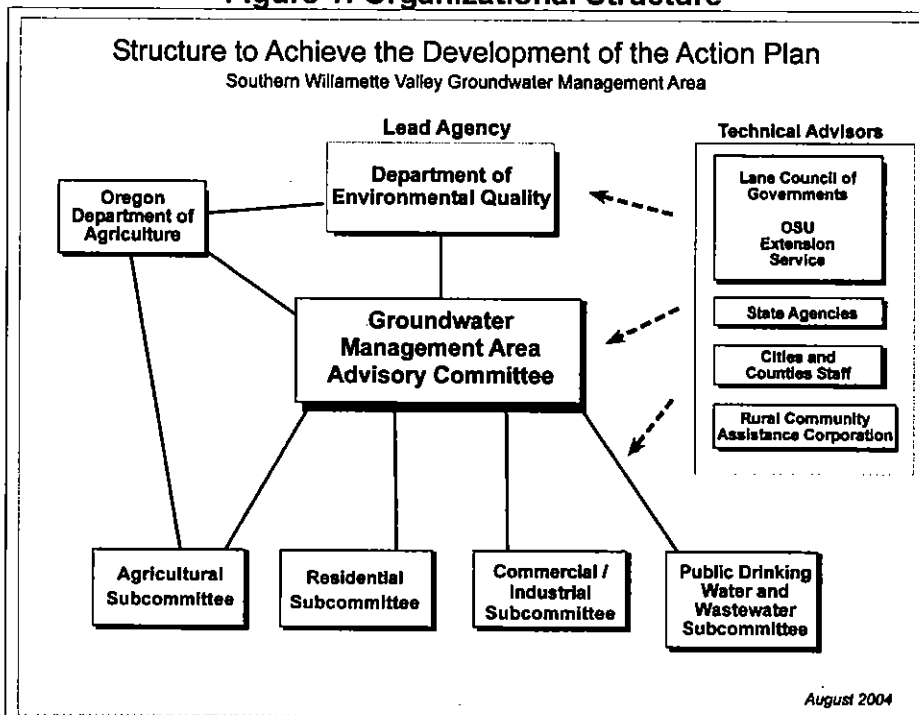 Figure 1. Organizational Structure
Structure to Achieve the Development of the Action Plan
Southern Willamette Valley Groundwater Management Area
Lead Agency
Department of
Environmental Quality
Oregon
Department of
Agriculture
Technical Advisors
Lane Council of
Governments
OSU
Extension
Service
State Agencies
Cities and
Counties Staff
Rural Community
Assistance Corporation
Groundwater
Management Area
Advisory Committee
Agricultural
Subcommittee
Residential
Subcommittee
Commercial /
Industrial
Subcommittee
Public Drinking
Water and
Wastewater
Subcommittee
August 2004